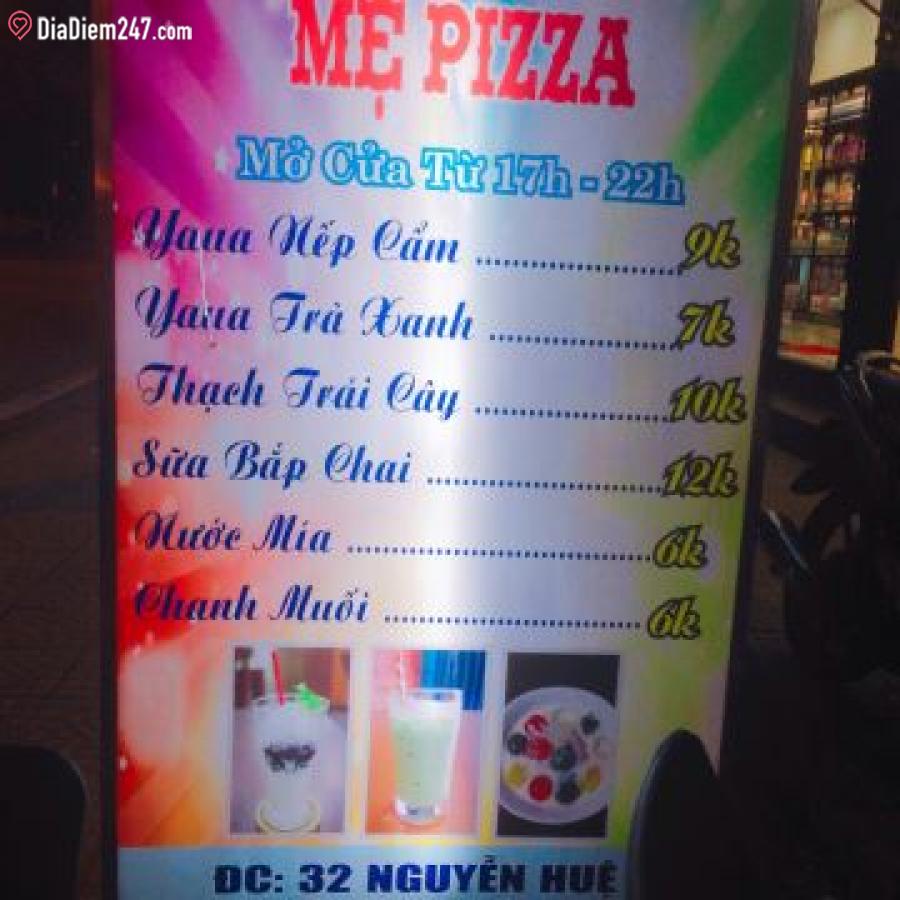 DiaDiem247.com
MẸ PIZZA
Mở Cửa Từ 17h - 22h
Yaua Nếp Cẩm ........................ 9k
Yaua Trà Xanh ........................ 7k
Thạch Trái Cây ........................ 10k
Sữa Bắp Chai ........................ 12k
Nước Mía ........................ 6k
Chanh Muối ........................ 6k
ĐC: 32 NGUYỄN HUỆ